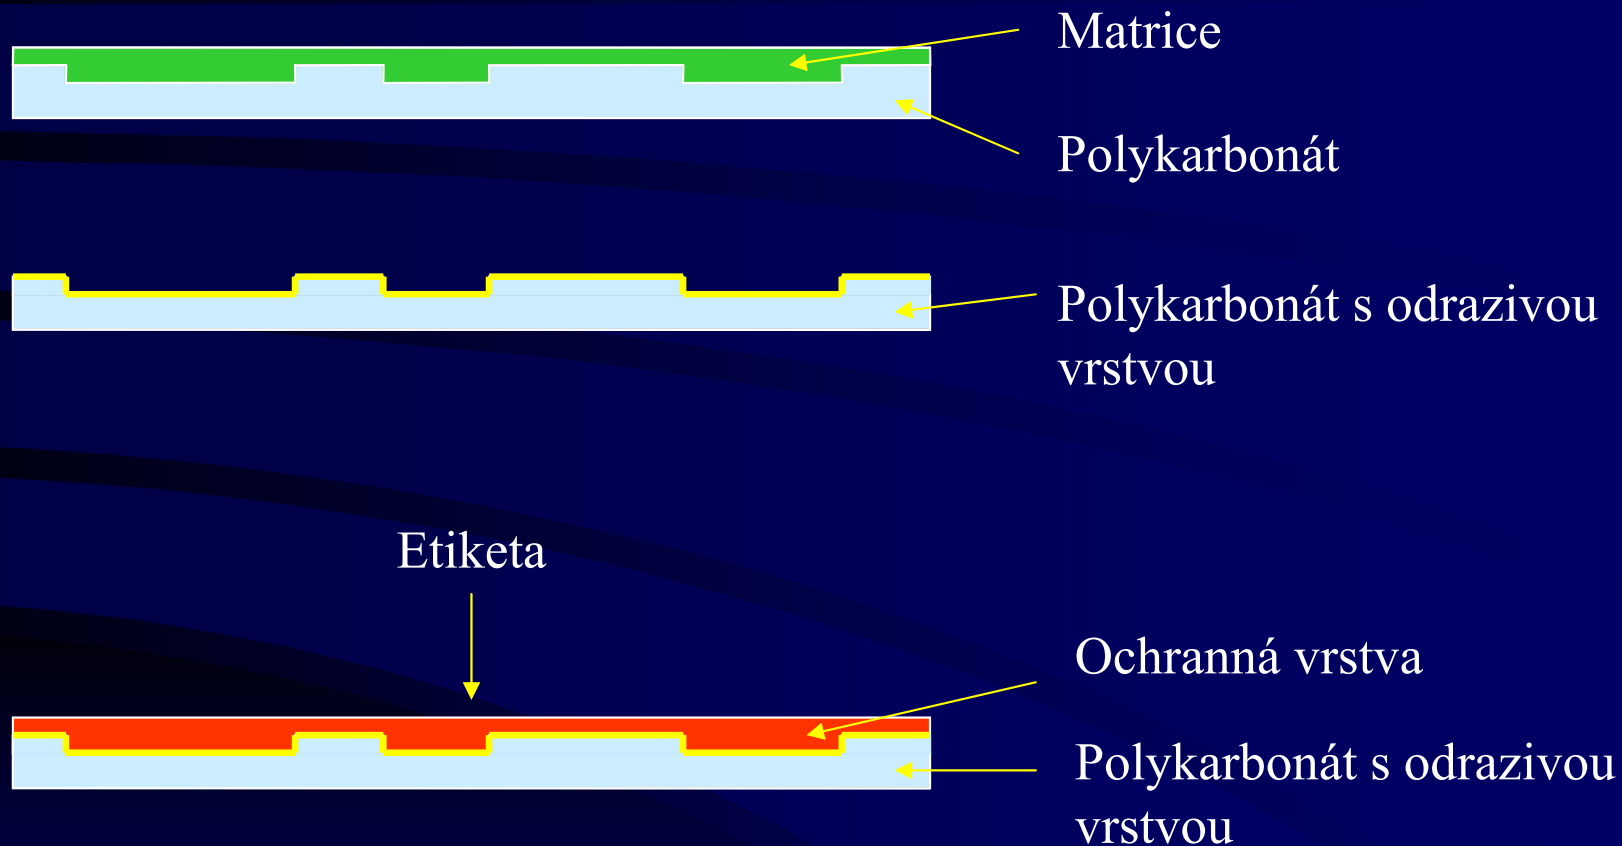 Matrice
Polykarbonát
Polykarbonát s odrazivou
vrstvou
Etiketa
Ochranná vrstva
Polykarbonát s odrazivou
vrstvou